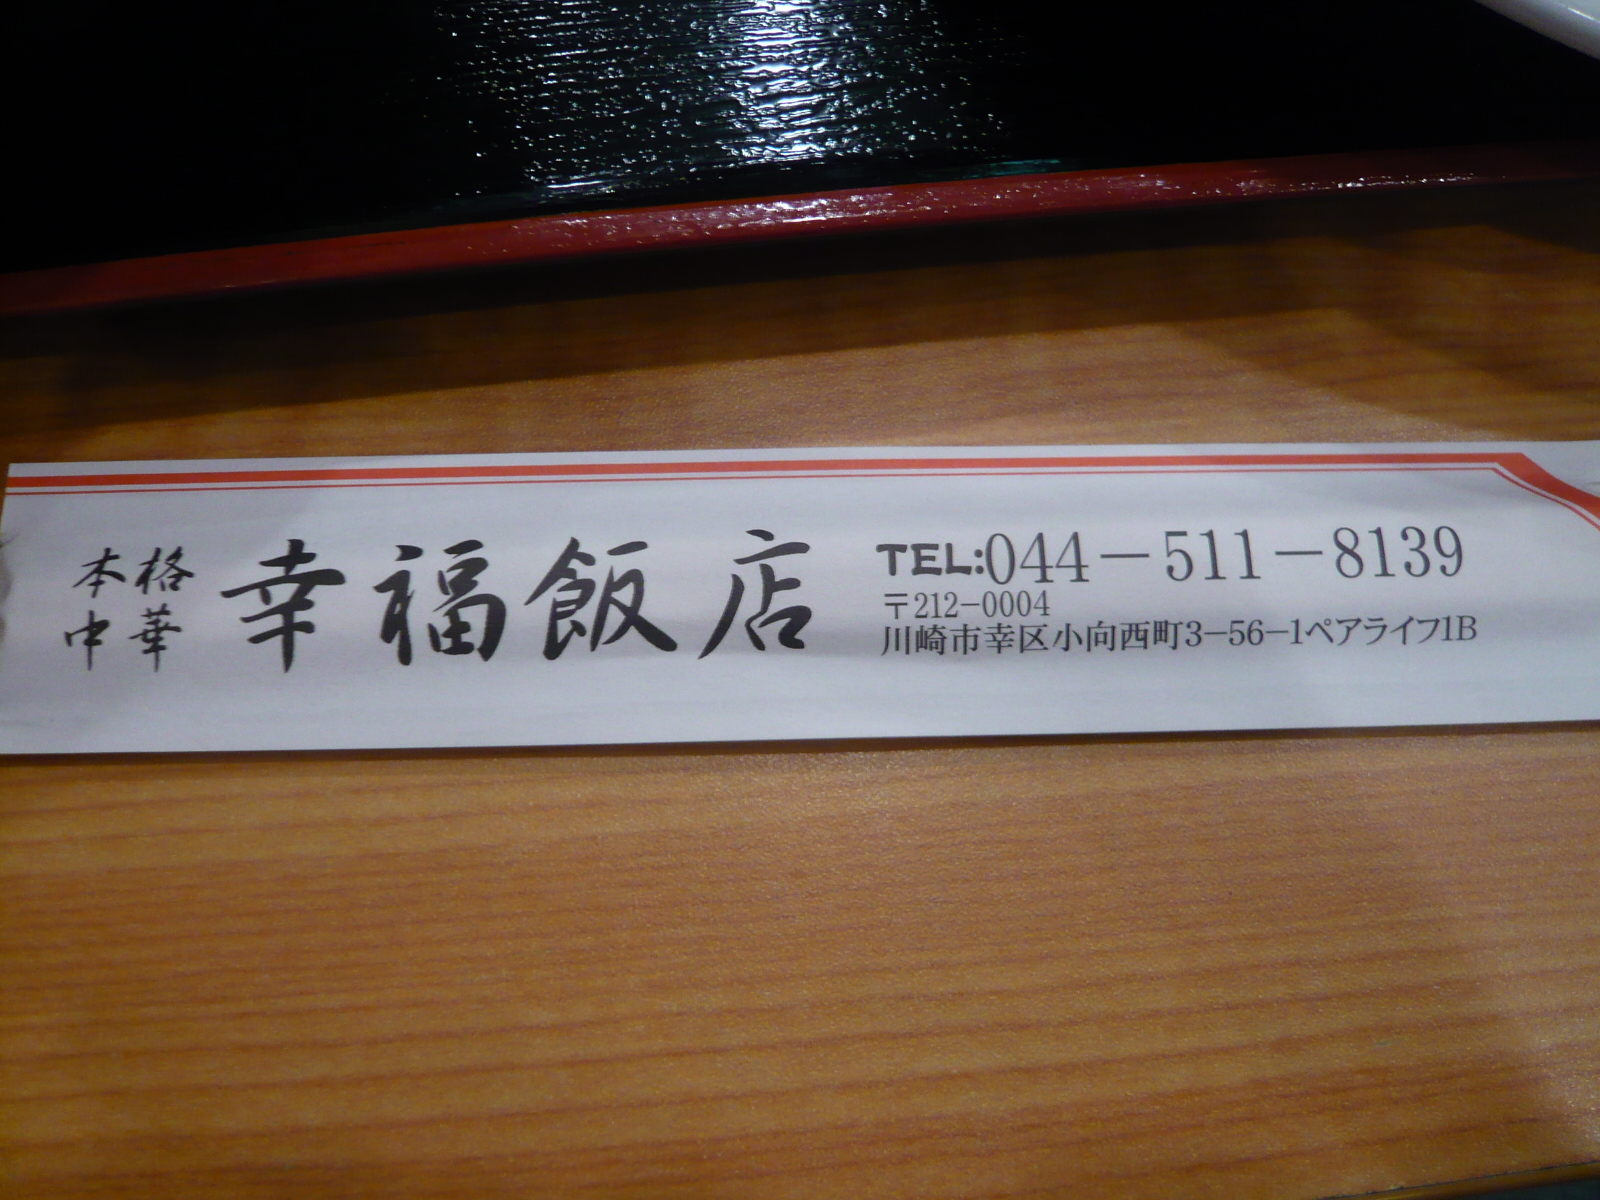 本格
中華
幸福飯店
TEL:044-511-8139
〒212-0004
川崎市幸区小向西町3-56-1ペアライフ1B